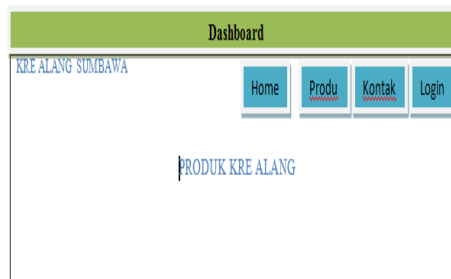 Dashboard
KRE ALANG SUMBAWA
Home Produ Kontak Login
PRODUK KRE ALANG